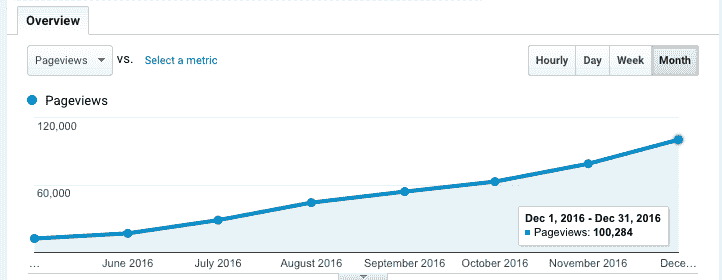 Overview
Pageviews VS. Select a metric Hourly Day Week Month
Pageviews
120,000
60,000
Dec 1, 2016 - Dec 31, 2016
Pageviews: 100,284
... June 2016 July 2016 August 2016 September 2016 October 2016 November 2016 Dece...